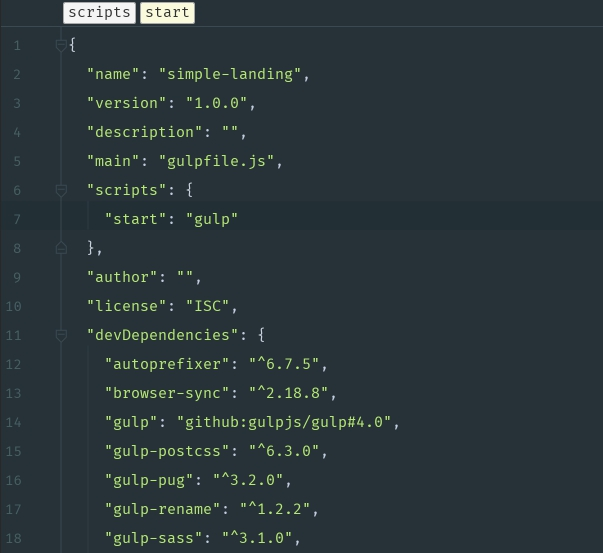 scripts start
1 {
2 "name": "simple-landing",
3 "version": "1.0.0",
4 "description": "",
5 "main": "gulpfile.js",
6 "scripts": {
7 "start": "gulp"
8 },
9 "author": "",
10 "license": "ISC",
11 "devDependencies": {
12 "autoprefixer": "^6.7.5",
13 "browser-sync": "^2.18.8",
14 "gulp": "github:gulpjs/gulp#4.0",
15 "gulp-postcss": "^6.3.0",
16 "gulp-pug": "^3.2.0",
17 "gulp-rename": "^1.2.2",
18 "gulp-sass": "^3.1.0",